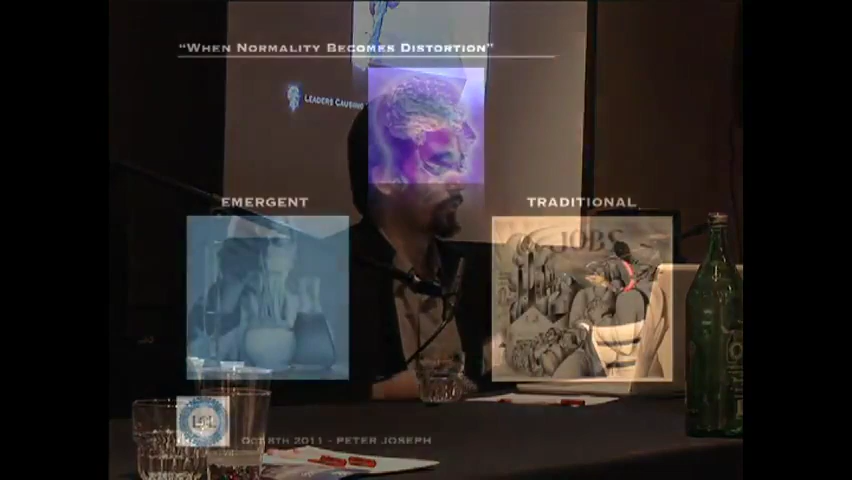 “When Normality Becomes Distortion”
LEADERS CAUSING
EMERGENT
TRADITIONAL
JOBS
Oct 8th 2011 - PETER JOSEPH